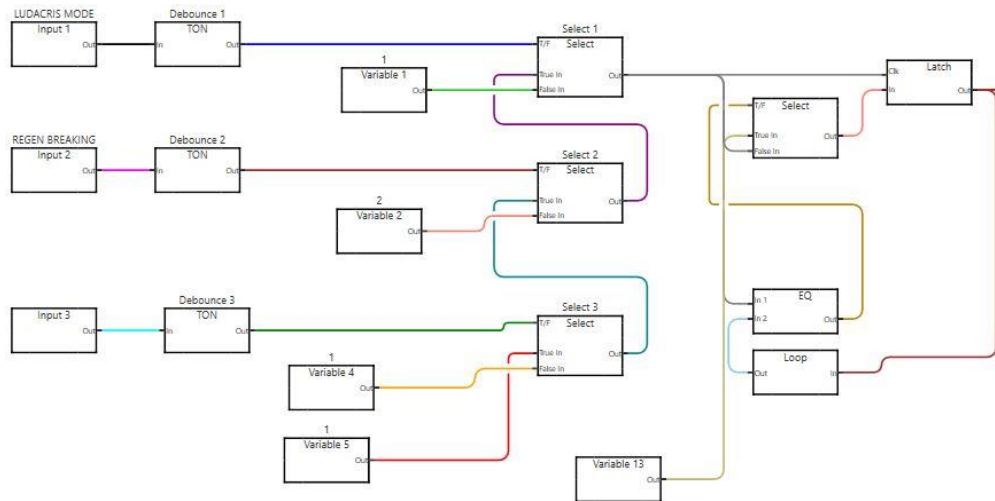 LUDACRIS MODE
Input 1
Out
Debounce 1
TON
In
Out
1
Variable 1
Out
Select 1
Select
T/F
True In
False In
Out
Latch
Clk
In
Out
Select
T/F
True In
False In
Out
REGEN BREAKING
Input 2
Out
Debounce 2
TON
In
Out
2
Variable 2
Out
Select 2
Select
T/F
True In
False In
Out
Input 3
Out
Debounce 3
TON
In
Out
1
Variable 4
Out
1
Variable 5
Out
Select 3
Select
T/F
True In
False In
Out
EQ
In 1
In 2
Out
Loop
Out
In
Variable 13
Out